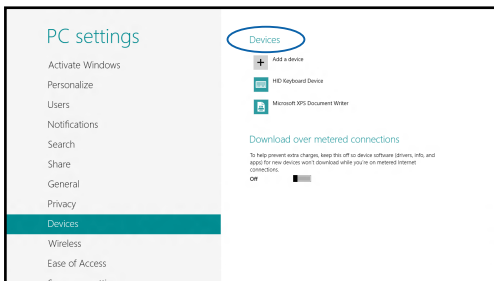 PC settings
Activate Windows
Personalize
Users
Notifications
Search
Share
General
Privacy
Devices
Wireless
Ease of Access
Devices
Add a device
HID Keyboard Device
Microsoft XPS Document Writer
Download over metered connections
To help prevent extra charges, keep this off so device software (drivers, info, and
apps) for new devices won't download while you're on metered Internet
connections.
Off